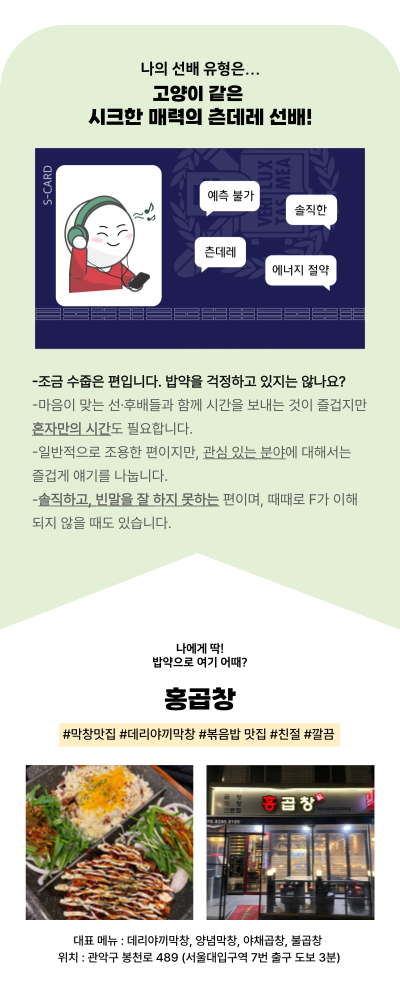 나의 선배 유형은...
고양이 같은
시크한 매력의 츤데레 선배!
S-CARD
VERI LUX
TAS MEA
예측 불가
솔직한
츤데레
에너지 절약
-조금 수줍은 편입니다. 밥약을 걱정하고 있지는 않나요?
-마음이 맞는 선·후배들과 함께 시간을 보내는 것이 즐겁지만
혼자만의 시간도 필요합니다.
-일반적으로 조용한 편이지만, 관심 있는 분야에 대해서는
즐겁게 얘기를 나눕니다.
-솔직하고, 빈말을 잘 하지 못하는 편이며, 때때로 F가 이해
되지 않을 때도 있습니다.
나에게 딱!
밥약으로 여기 어때?
홍곱창
#막창맛집 #데리야끼막창 #볶음밥 맛집 #친절 #깔끔
홍곱창
대표 메뉴 : 데리야끼막창, 양념막창, 야채곱창, 불곱창
위치 : 관악구 봉천로 489 (서울대입구역 7번 출구 도보 3분)